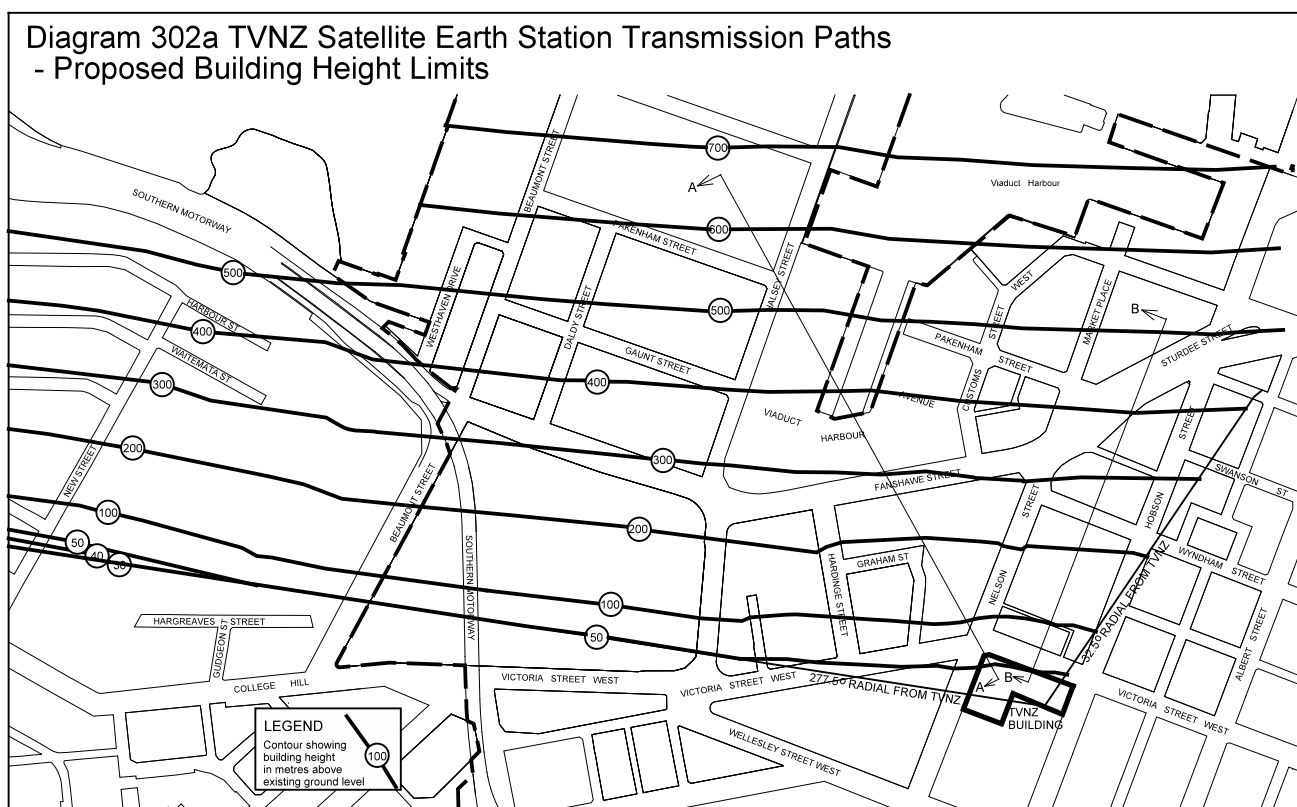 Diagram 302a TVNZ Satellite Earth Station Transmission Paths
- Proposed Building Height Limits
700
BEAUMONT STREET
A
Viaduct Harbour
SOUTHERN MOTORWAY
600
PAKENHAM STREET
500
WESTHAVEN DRIVE
HALSEY STREET
WEST
MARKET PLACE
B
500
DALDY STREET
HARBOUR ST
400
STREET
PAKENHAM STREET
STURDEE STREET
WAITEMATA ST
GAUNT STREET
300
400
AVENUE
CUSTOMS
VIADUCT
HARBOUR
STREET
200
NEW STREET
300
FANSHAWE STREET
SWANSON ST
BEAUMONT STREET
STREET
HOBSON
100
200
50
40
30
SOUTHERN MOTORWAY
HARDINGE STREET
GRAHAM ST
NELSON
WYNDHAM STREET
32.5º RADIAL FROM TVNZ
100
HARGREAVES STREET
GUDGEON ST
50
ALBERT STREET
COLLEGE HILL
VICTORIA STREET WEST
VICTORIA STREET WEST
277.5º RADIAL FROM TVNZ
A
B
VICTORIA STREET WEST
TVNZ
BUILDING
WELLESLEY STREET WEST
LEGEND
Contour showing
building height
in metres above
existing ground level
100